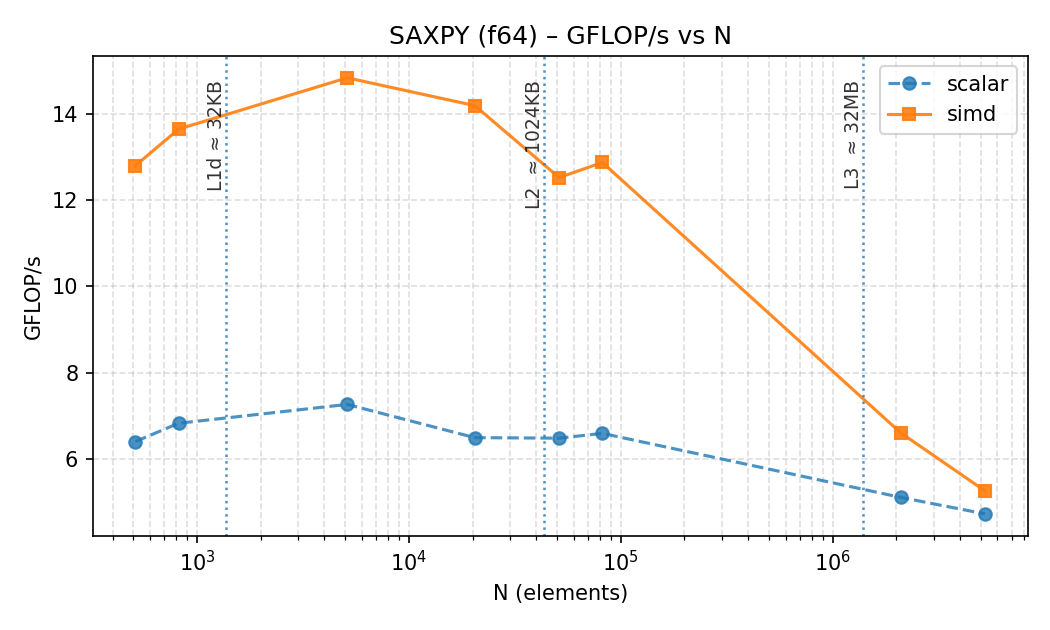 SAXPY (f64) – GFLOP/s vs N
GFLOP/s
14
12
10
8
6
L1d ≈ 32KB
L2 ≈ 1024KB
L3 ≈ 32MB
scalar
simd
10³
10⁴
10⁵
10⁶
N (elements)